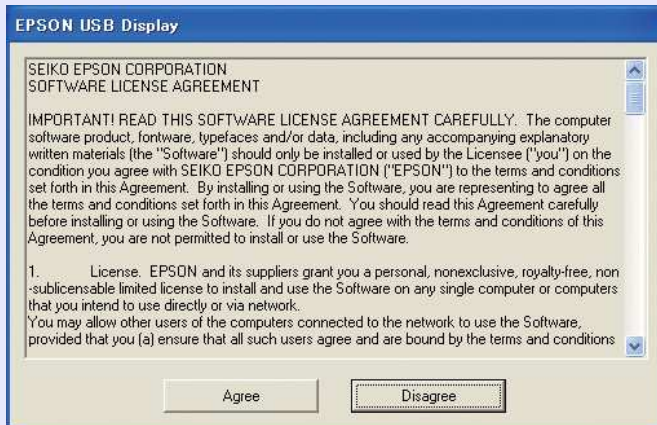 EPSON USB Display
SEIKO EPSON CORPORATION
SOFTWARE LICENSE AGREEMENT
IMPORTANT! READ THIS SOFTWARE LICENSE AGREEMENT CAREFULLY. The computer
software product, fontware, typefaces and/or data, including any accompanying explanatory
written materials (the "Software") should only be installed or used by the Licensee ("you") on the
condition you agree with SEIKO EPSON CORPORATION ("EPSON") to the terms and conditions
set forth in this Agreement. By installing or using the Software, you are representing to agree all
the terms and conditions set forth in this Agreement. You should read this Agreement carefully
before installing or using the Software. If you do not agree with the terms and conditions of this
Agreement, you are not permitted to install or use the Software.
1. License. EPSON and its suppliers grant you a personal, nonexclusive, royalty-free, non
-sublicensable limited license to install and use the Software on any single computer or computers
that you intend to use directly or via network.
You may allow other users of the computers connected to the network to use the Software,
provided that you (a) ensure that all such users agree and are bound by the terms and conditions
Agree
Disagree